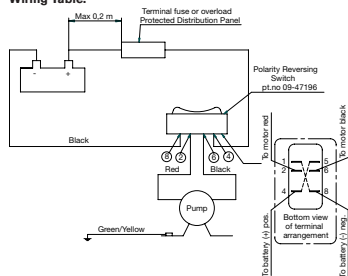 Wiring Table:
Max 0,2 m
Terminal fuse or overload
Protected Distribution Panel
- +
Polarity Reversing
Switch
pt.no 09-47196
Black
8 2 6 4
Red Black
Pump
Green/Yellow
To motor red
To motor black
1 5
2 6
4 8
Bottom view
of terminal
arrangement
To battery (+) pos.
To battery (-) neg.